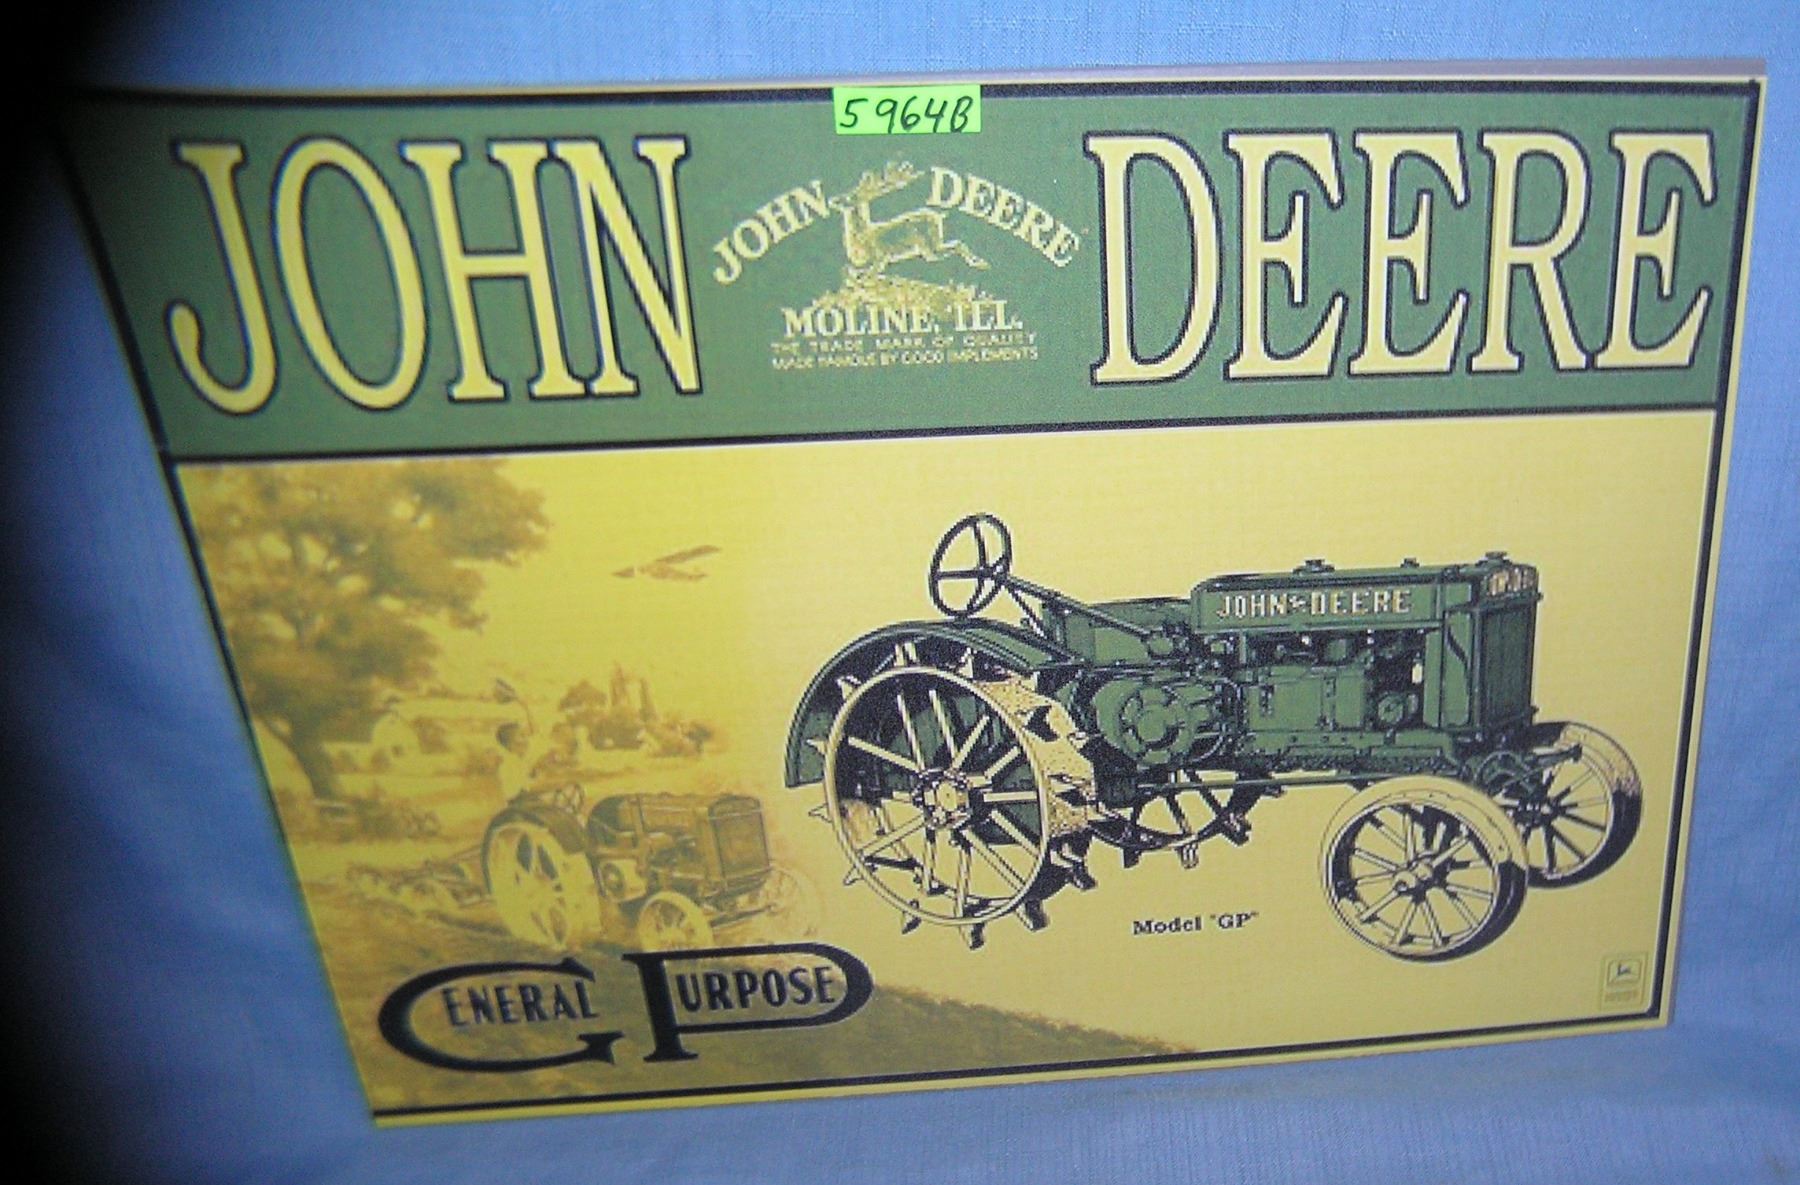 5964B
JOHN DEERE
JOHN DEERE
MOLINE, ILL.
THE TRADE MARK OF QUALITY
MADE FAMOUS BY GOOD IMPLEMENTS
JOHN DEERE
Model "GP"
GENERAL PURPOSE